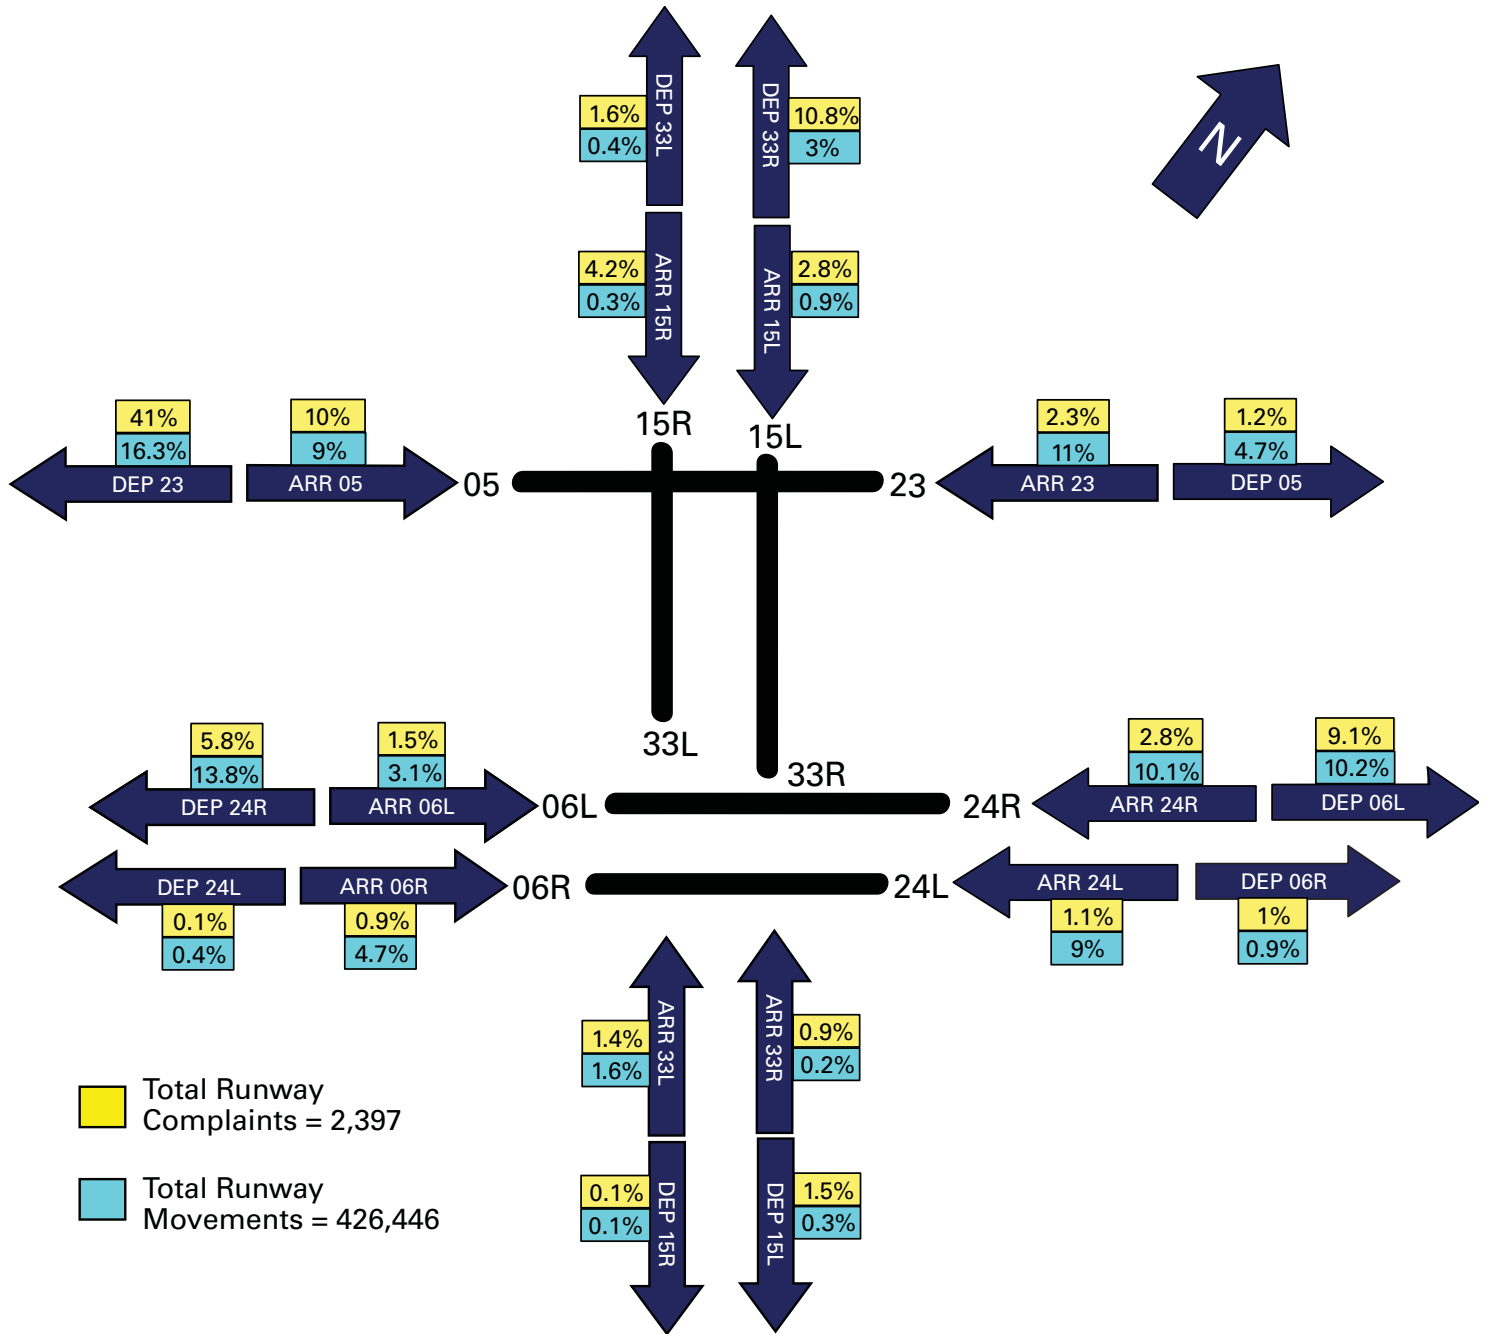 DEP 33L
1.6%
0.4%
DEP 33R
10.8%
3%
N
ARR 15R
4.2%
0.3%
ARR 15L
2.8%
0.9%
15R
15L
41%
16.3%
DEP 23
10%
9%
ARR 05
05
23
2.3%
11%
ARR 23
1.2%
4.7%
DEP 05
33L
33R
5.8%
13.8%
DEP 24R
1.5%
3.1%
ARR 06L
06L
24R
2.8%
10.1%
ARR 24R
9.1%
10.2%
DEP 06L
DEP 24L
0.1%
0.4%
ARR 06R
0.9%
4.7%
06R
24L
ARR 24L
1.1%
9%
DEP 06R
1%
0.9%
ARR 33L
1.4%
1.6%
ARR 33R
0.9%
0.2%
DEP 15R
0.1%
0.1%
DEP 15L
1.5%
0.3%
Total Runway
Complaints = 2,397
Total Runway
Movements = 426,446